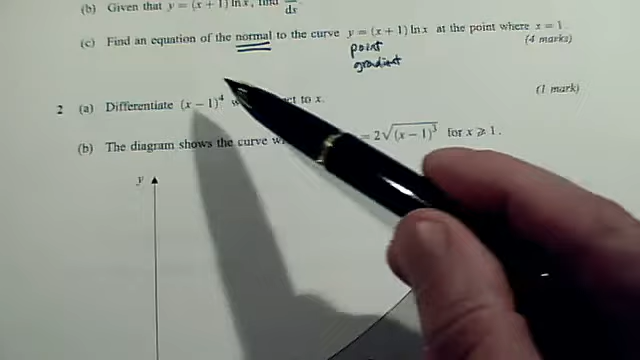 (b) Given that y = (x + 1) ln x, find dx
(c) Find an equation of the normal to the curve y = (x + 1) ln x at the point where x = 1.
(4 marks)
point
gradient
2 (a) Differentiate (x − 1)⁴ to x.
(1 mark)
(b) The diagram shows the curve = 2√(x − 1)³ for x ⩾ 1.
y